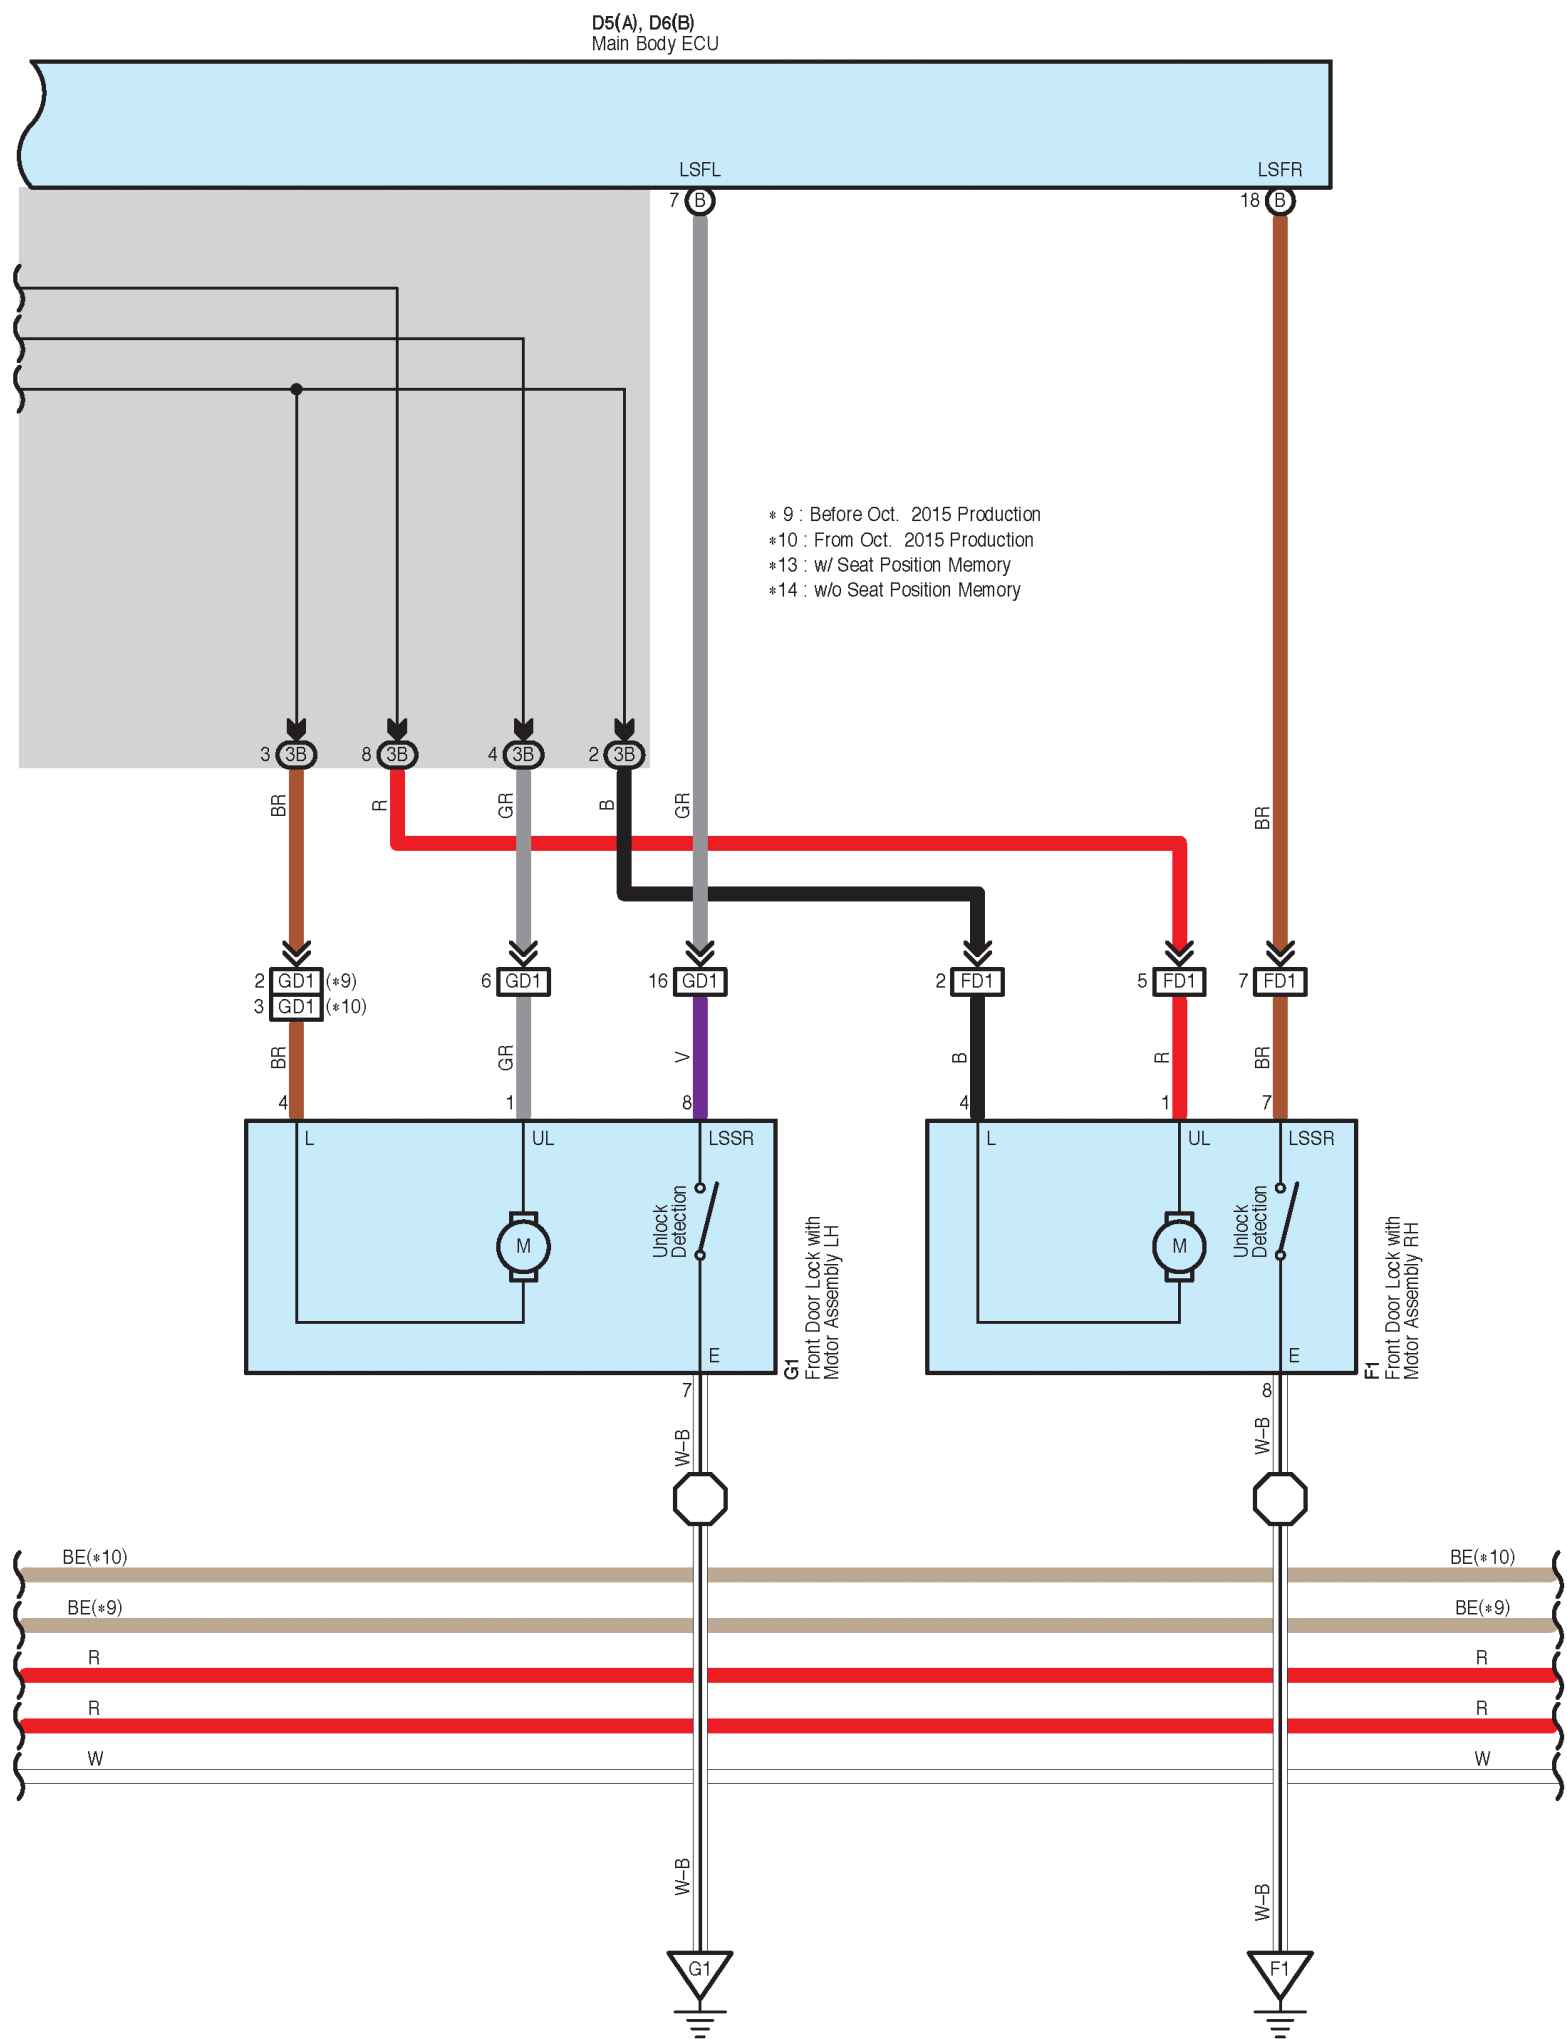 D5(A), D6(B)
Main Body ECU
LSFL
LSFR
7 B
18 B
* 9 : Before Oct. 2015 Production
*10 : From Oct. 2015 Production
*13 : w/ Seat Position Memory
*14 : w/o Seat Position Memory
3 3B
8 3B
4 3B
2 3B
BR
R
GR
B
GR
BR
2 GD1 (*9)
3 GD1 (*10)
6 GD1
16 GD1
2 FD1
5 FD1
7 FD1
BR
GR
V
B
R
BR
4
1
8
4
1
7
L
UL
LSSR
L
UL
LSSR
Unlock
Detection
Unlock
Detection
M
M
E
E
G1
Front Door Lock with
Motor Assembly LH
F1
Front Door Lock with
Motor Assembly RH
7
8
W–B
W–B
BE(*10)
BE(*10)
BE(*9)
BE(*9)
R
R
R
R
W
W
W–B
W–B
G1
F1